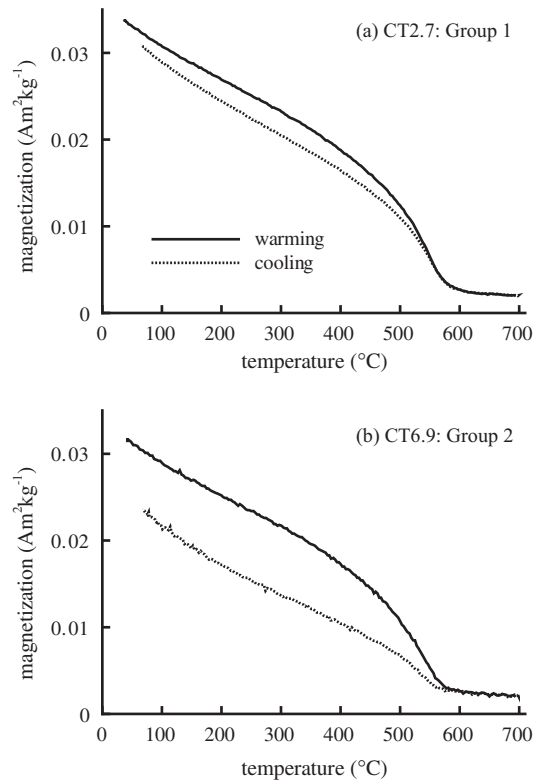 (a) CT2.7: Group 1
magnetization (Am²kg⁻¹)
0.03
0.02
0.01
0
warming
cooling
0 100 200 300 400 500 600 700
temperature (°C)
(b) CT6.9: Group 2
magnetization (Am²kg⁻¹)
0.03
0.02
0.01
0
0 100 200 300 400 500 600 700
temperature (°C)